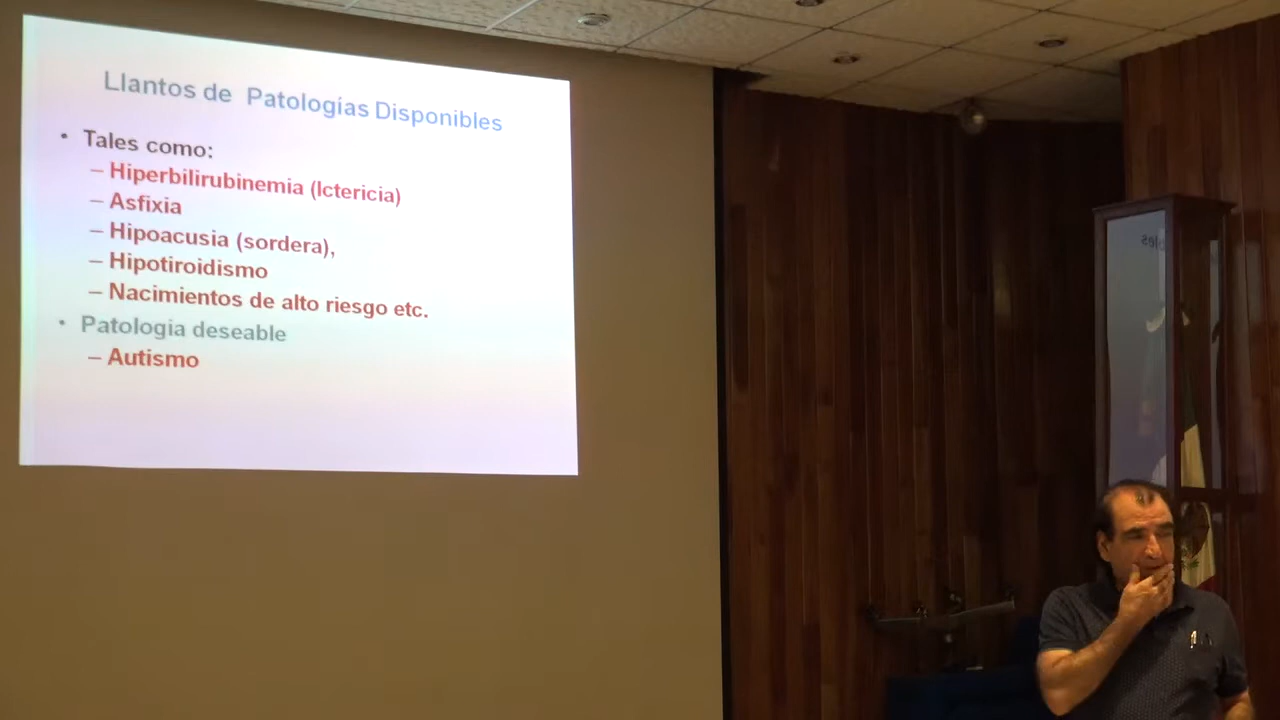 Llantos de Patologías Disponibles
• Tales como:
– Hiperbilirubinemia (Ictericia)
– Asfixia
– Hipoacusia (sordera),
– Hipotiroidismo
– Nacimientos de alto riesgo etc.
• Patologia deseable
– Autismo